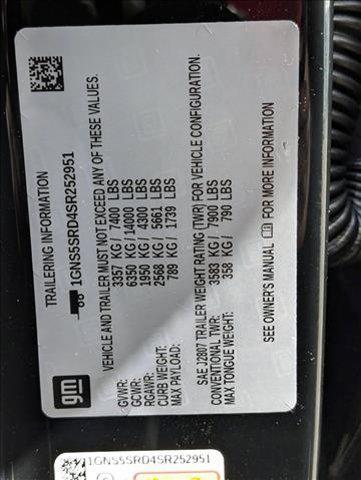 gm
TRAILERING INFORMATION
1GNS5SRD4SR252951
VEHICLE AND TRAILER MUST NOT EXCEED ANY OF THESE VALUES.
GVWR: 3357 KG / 7400 LBS
GCWR: 6350 KG / 14000 LBS
RGAWR: 1950 KG / 4300 LBS
CURB WEIGHT: 2568 KG / 5661 LBS
MAX PAYLOAD: 789 KG / 1739 LBS
SAE J2807 TRAILER WEIGHT RATING (TWR) FOR VEHICLE CONFIGURATION.
CONVENTIONAL TWR: 3583 KG / 7900 LBS
MAX TONGUE WEIGHT: 358 KG / 790 LBS
SEE OWNER'S MANUAL FOR MORE INFORMATION
1GNS5SRD4SR252951